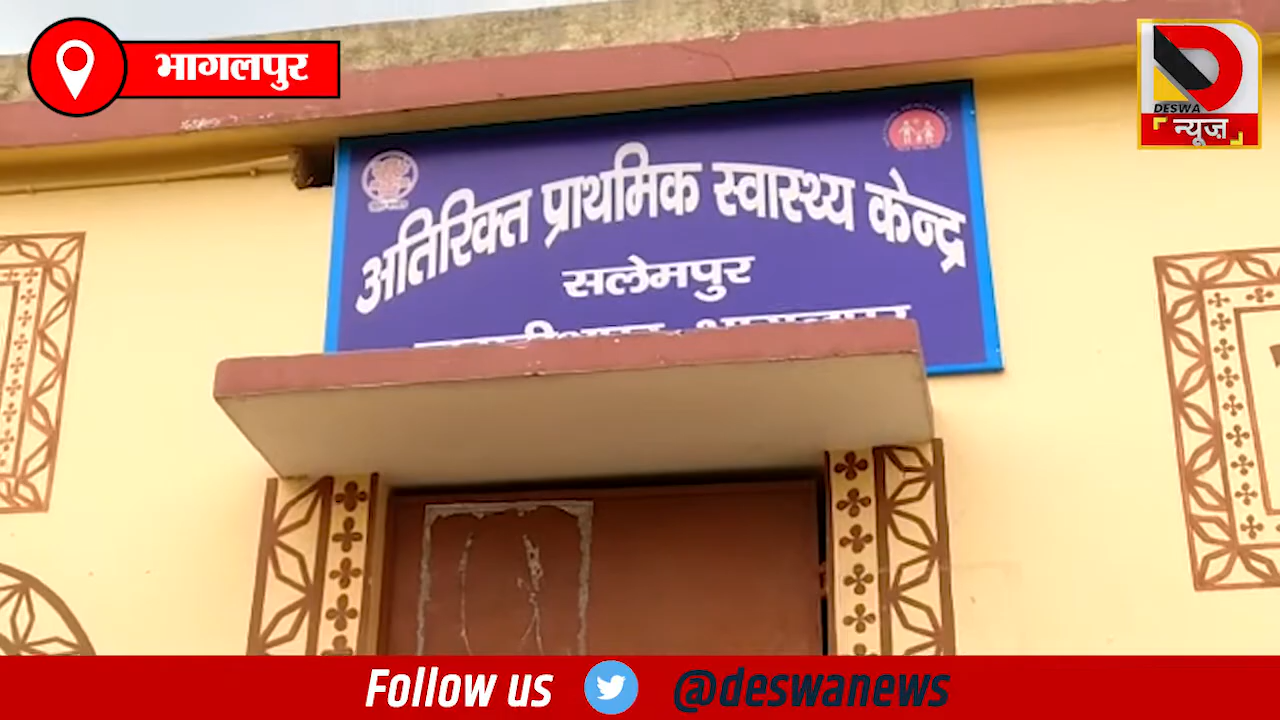 भागलपुर
DESWA
न्यूज़
अतिरिक्त प्राथमिक स्वास्थ्य केन्द्र
सलेमपुर
Follow us @deswanews